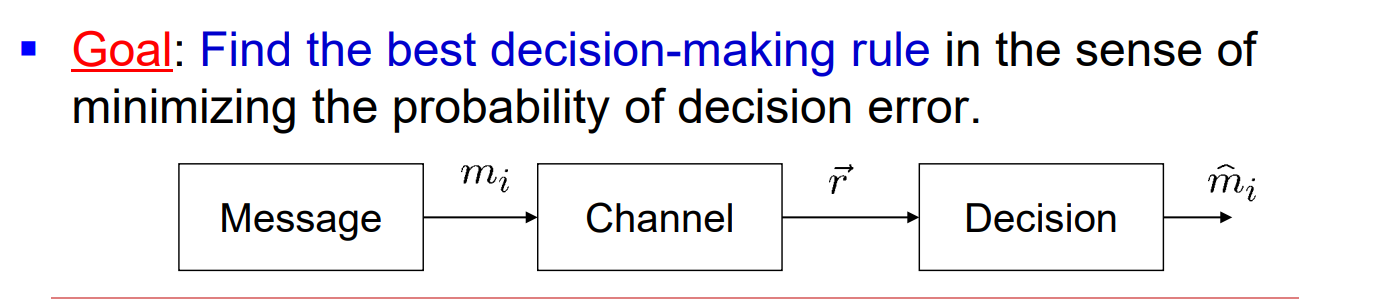 ▪ Goal: Find the best decision-making rule in the sense of
minimizing the probability of decision error.
Message
m_i
Channel
\vec{r}
Decision
\hat{m}_i